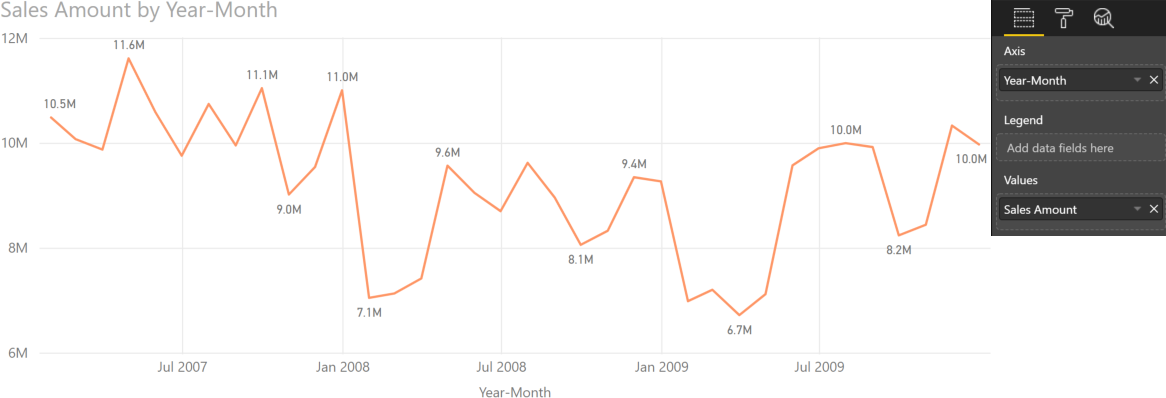 Sales Amount by Year-Month
12M
10M
8M
6M
10.5M
11.6M
11.1M
9.0M
11.0M
7.1M
9.6M
8.1M
9.4M
6.7M
10.0M
8.2M
10.0M
Jul 2007
Jan 2008
Jul 2008
Jan 2009
Jul 2009
Year-Month
Axis
Year-Month
Legend
Add data fields here
Values
Sales Amount